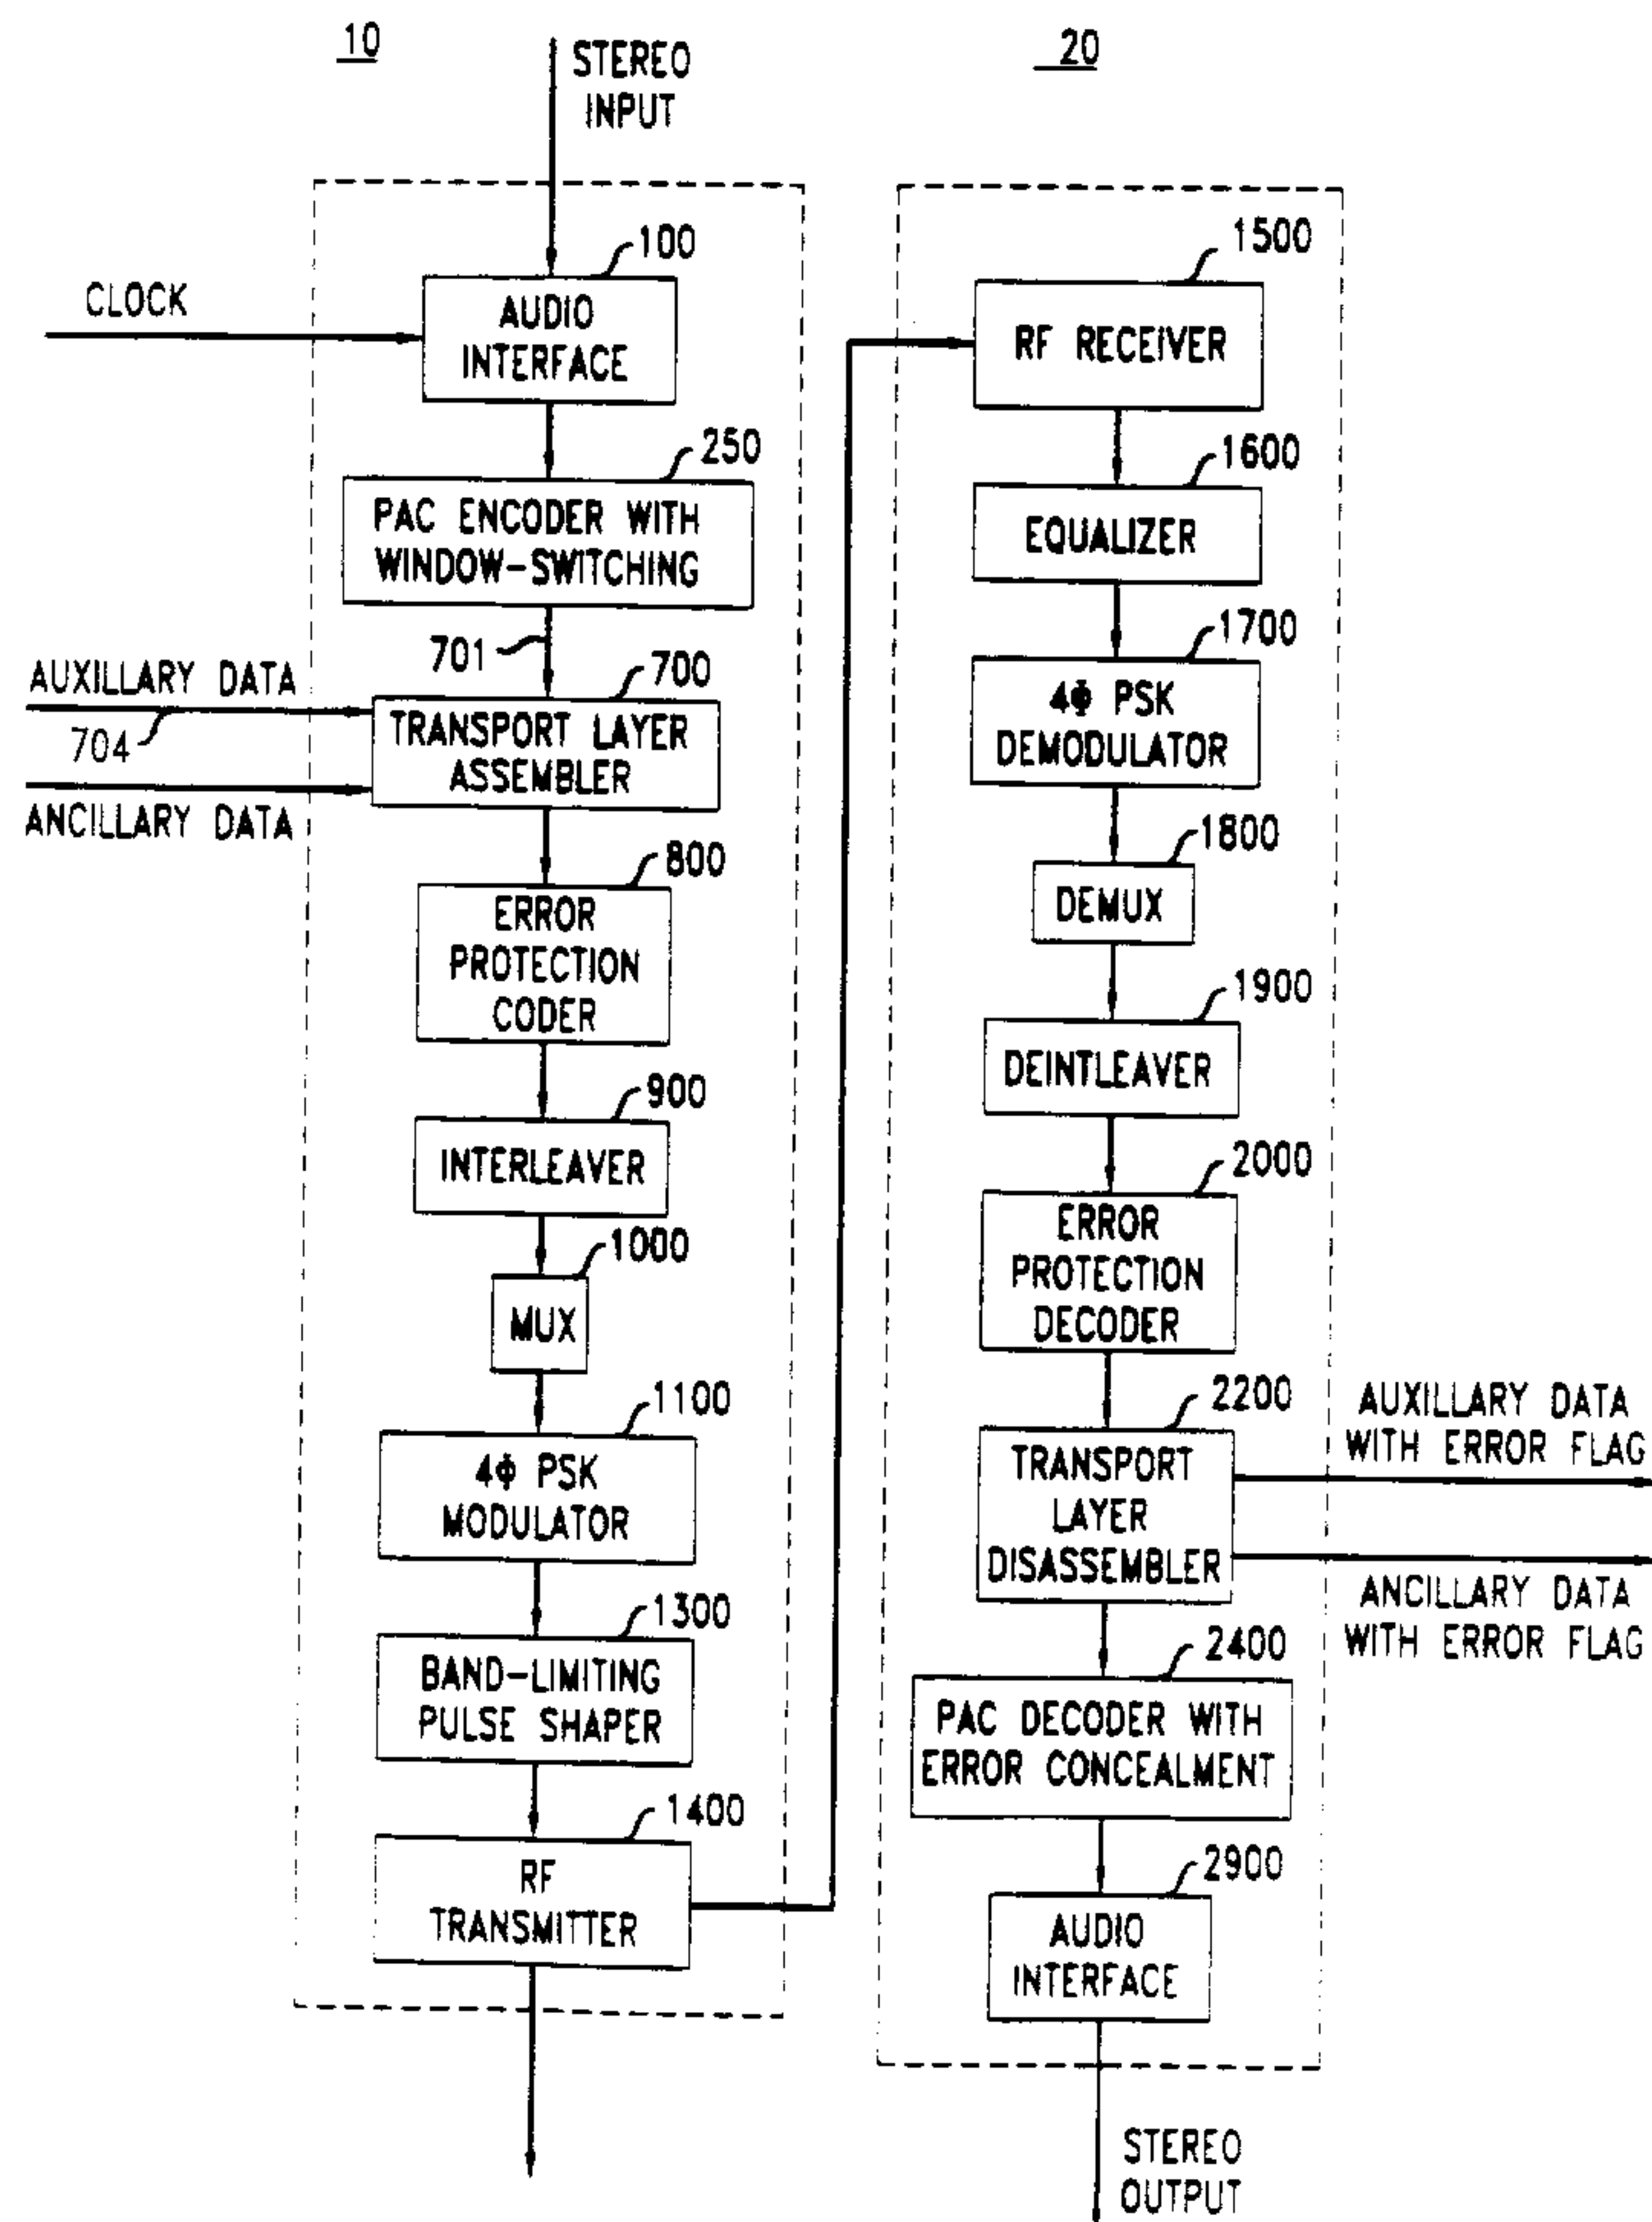 10
STEREO
INPUT
CLOCK
100
AUDIO
INTERFACE
250
PAC ENCODER WITH
WINDOW-SWITCHING
701
AUXILLARY DATA
704
ANCILLARY DATA
700
TRANSPORT LAYER
ASSEMBLER
800
ERROR
PROTECTION
CODER
900
INTERLEAVER
1000
MUX
1100
4Φ PSK
MODULATOR
1300
BAND-LIMITING
PULSE SHAPER
1400
RF
TRANSMITTER
20
1500
RF RECEIVER
1600
EQUALIZER
1700
4Φ PSK
DEMODULATOR
1800
DEMUX
1900
DEINTLEAVER
2000
ERROR
PROTECTION
DECODER
2200
TRANSPORT
LAYER
DISASSEMBLER
AUXILLARY DATA
WITH ERROR FLAG
ANCILLARY DATA
WITH ERROR FLAG
2400
PAC DECODER WITH
ERROR CONCEALMENT
2900
AUDIO
INTERFACE
STEREO
OUTPUT